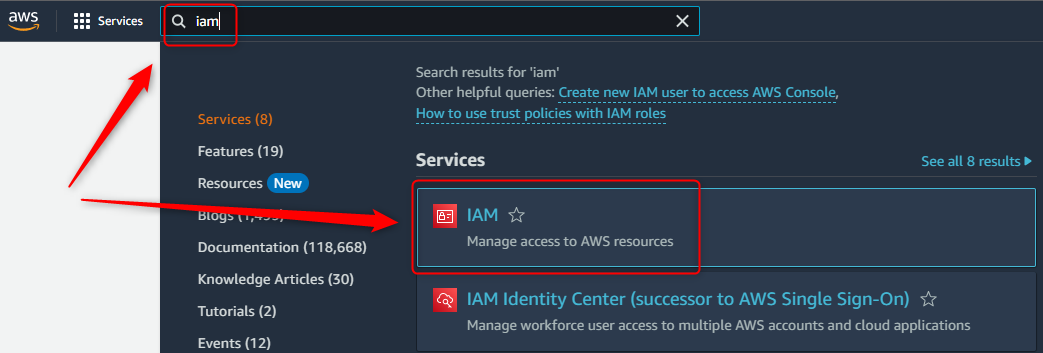 aws
Services
iam
Search results for 'iam'
Other helpful queries: Create new IAM user to access AWS Console,
How to use trust policies with IAM roles
Services (8)
Features (19)
Resources New
Blogs
Documentation (118,668)
Knowledge Articles (30)
Tutorials (2)
Events (12)
Services
See all 8 results
IAM
Manage access to AWS resources
IAM Identity Center (successor to AWS Single Sign-On)
Manage workforce user access to multiple AWS accounts and cloud applications